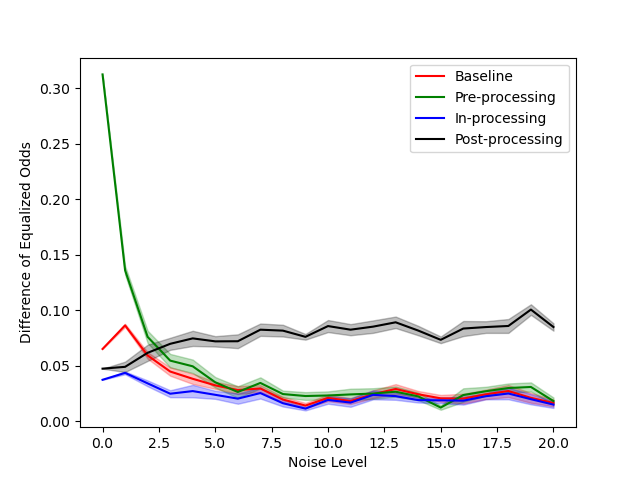 Baseline
Pre-processing
In-processing
Post-processing
Difference of Equalized Odds
0.30
0.25
0.20
0.15
0.10
0.05
0.00
0.0 2.5 5.0 7.5 10.0 12.5 15.0 17.5 20.0
Noise Level